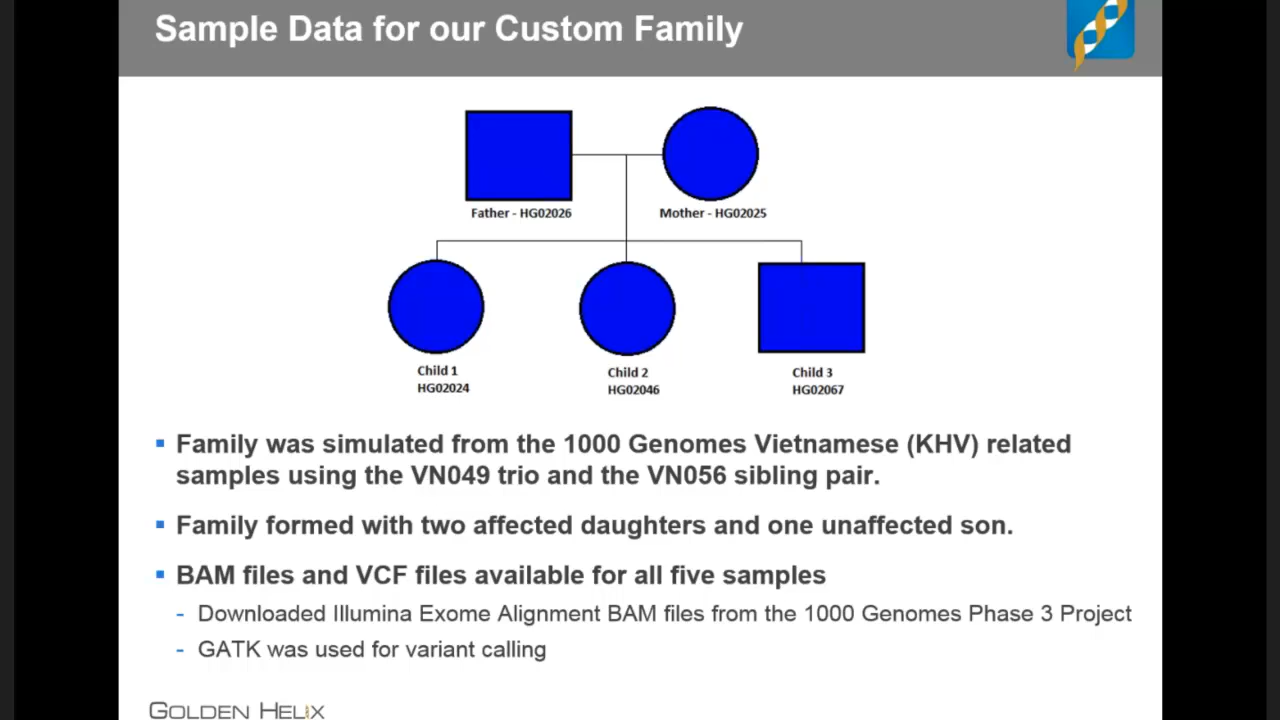 Sample Data for our Custom Family
Father - HG02026
Mother - HG02025
Child 1
HG02024
Child 2
HG02046
Child 3
HG02067
▪ Family was simulated from the 1000 Genomes Vietnamese (KHV) related
samples using the VN049 trio and the VN056 sibling pair.
▪ Family formed with two affected daughters and one unaffected son.
▪ BAM files and VCF files available for all five samples
- Downloaded Illumina Exome Alignment BAM files from the 1000 Genomes Phase 3 Project
- GATK was used for variant calling
GOLDEN HELIX